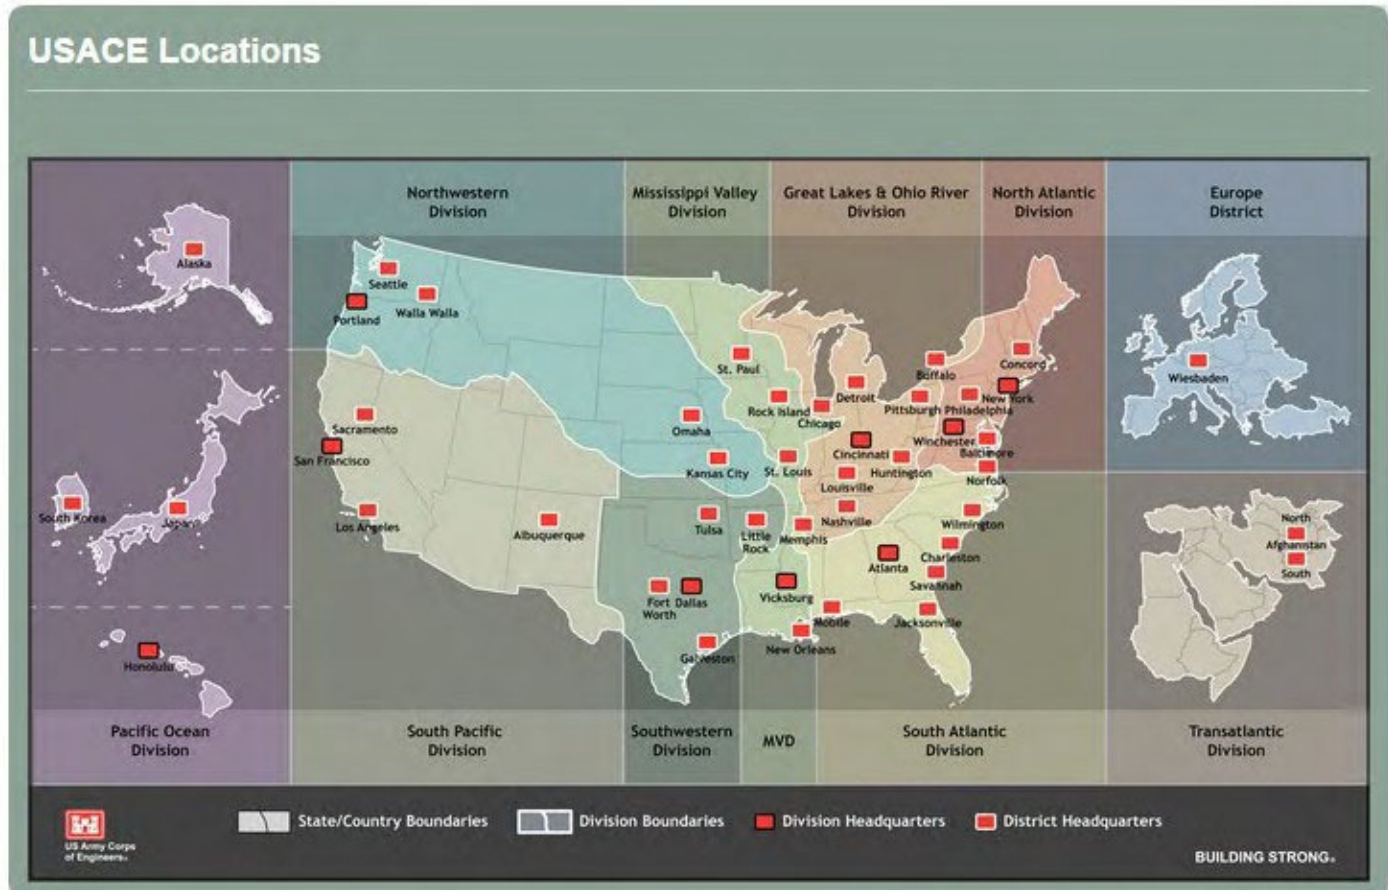 USACE Locations
Northwestern
Division
Mississippi Valley
Division
Great Lakes & Ohio River
Division
North Atlantic
Division
Europe
District
Alaska
Seattle
Portland
Walla Walla
St. Paul
Buffalo
Concord
Wiesbaden
Rock Island
Chicago
Detroit
Pittsburgh
Philadelphia
New York
Sacramento
Omaha
Cincinnati
Winchester
Baltimore
San Francisco
Kansas City
St. Louis
Huntington
Louisville
Norfolk
South Korea
Japan
Los Angeles
Albuquerque
Tulsa
Little
Rock
Memphis
Nashville
Wilmington
North
Afghanistan
South
Atlanta
Charleston
Savannah
Fort
Worth
Dallas
Vicksburg
Mobile
Jacksonville
Galveston
New Orleans
Honolulu
Pacific Ocean
Division
South Pacific
Division
Southwestern
Division
MVD
South Atlantic
Division
Transatlantic
Division
US Army Corps
of Engineers®
State/Country Boundaries
Division Boundaries
Division Headquarters
District Headquarters
BUILDING STRONG®